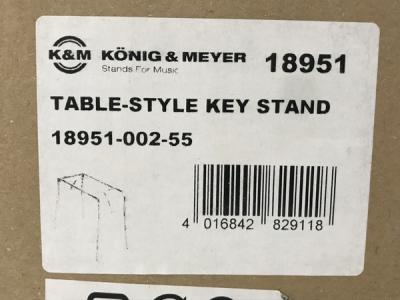 K&M KÖNIG & MEYER 18951
Stands For Music
TABLE-STYLE KEY STAND
18951-002-55
4 016842 829118